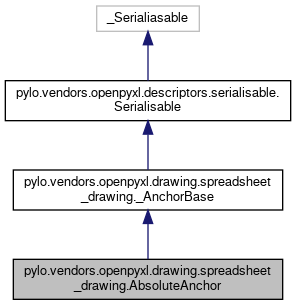 _Serialiasable
pylo.vendors.openpyxl.descriptors.serialisable.
Serialisable
pylo.vendors.openpyxl.drawing.spreadsheet
_drawing._AnchorBase
pylo.vendors.openpyxl.drawing.spreadsheet
_drawing.AbsoluteAnchor